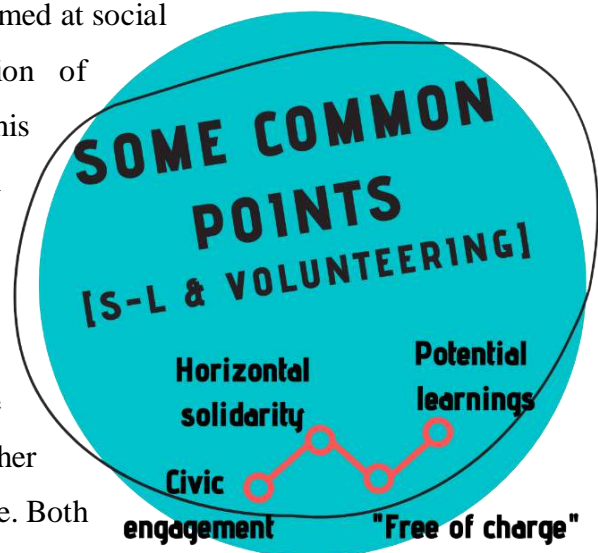 med at social
ion of
his
SOME COMMON
POINTS
[S-L & VOLUNTEERING]
Horizontal
solidarity
Potential
learnings
her
Civic
engagement
"Free of charge"
e. Both